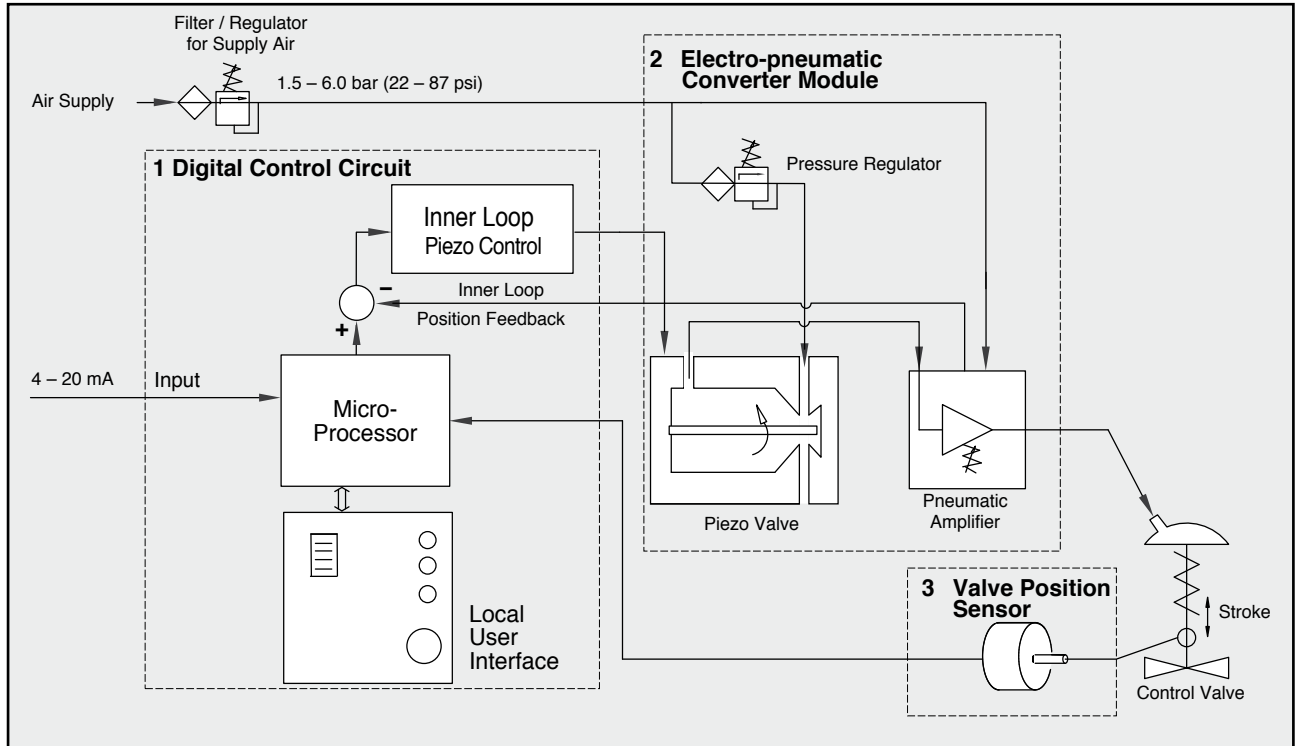 Filter / Regulator
for Supply Air
1.5 – 6.0 bar (22 – 87 psi)
Air Supply
2 Electro-pneumatic
Converter Module
Pressure Regulator
1 Digital Control Circuit
Inner Loop
Piezo Control
–
Inner Loop
+
Position Feedback
4 – 20 mA
Input
Micro-
Processor
Piezo Valve
Pneumatic
Amplifier
3 Valve Position
Sensor
Stroke
Control Valve
Local
User
Interface